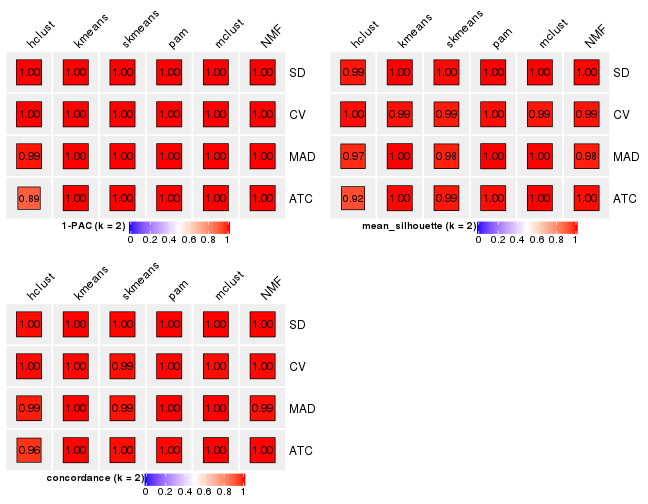 hclust kmeans skmeans pam mclust NMF
1.00 1.00 1.00 1.00 1.00 1.00 SD
1.00 1.00 1.00 1.00 1.00 1.00 CV
0.99 1.00 1.00 1.00 1.00 1.00 MAD
0.89 1.00 1.00 1.00 1.00 1.00 ATC
1-PAC (k = 2)
0 0.2 0.4 0.6 0.8 1
hclust kmeans skmeans pam mclust NMF
0.99 1.00 1.00 1.00 1.00 1.00 SD
1.00 0.99 0.99 1.00 0.99 0.99 CV
0.97 1.00 0.98 1.00 1.00 0.98 MAD
0.92 1.00 0.99 1.00 1.00 1.00 ATC
mean_silhouette (k = 2)
0 0.2 0.4 0.6 0.8 1
hclust kmeans skmeans pam mclust NMF
1.00 1.00 1.00 1.00 1.00 1.00 SD
1.00 1.00 0.99 1.00 1.00 1.00 CV
0.99 1.00 0.99 1.00 1.00 0.99 MAD
0.96 1.00 1.00 1.00 1.00 1.00 ATC
concordance (k = 2)
0 0.2 0.4 0.6 0.8 1